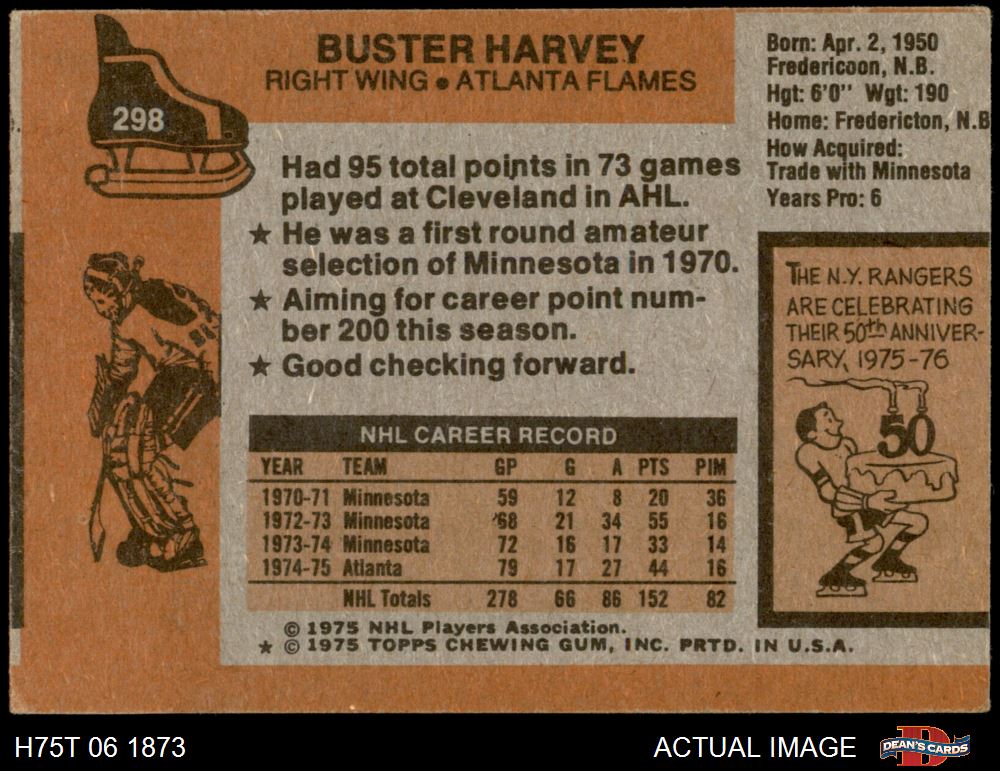 298
BUSTER HARVEY
RIGHT WING • ATLANTA FLAMES
Born: Apr. 2, 1950
Fredericoon, N.B.
Hgt: 6'0'' Wgt: 190
Home: Fredericton, N.B
How Acquired:
Trade with Minnesota
Years Pro: 6
Had 95 total points in 73 games
played at Cleveland in AHL.
★ He was a first round amateur
selection of Minnesota in 1970.
★ Aiming for career point num-
ber 200 this season.
★ Good checking forward.
THE N.Y. RANGERS
ARE CELEBRATING
THEIR 50th ANNIVER-
SARY, 1975-76
50
NHL CAREER RECORD
YEAR TEAM GP G A PTS PIM
1970-71 Minnesota 59 12 8 20 36
1972-73 Minnesota 68 21 34 55 16
1973-74 Minnesota 72 16 17 33 14
1974-75 Atlanta 79 17 27 44 16
NHL Totals 278 66 86 152 82
© 1975 NHL Players Association.
★ © 1975 TOPPS CHEWING GUM, INC. PRTD. IN U.S.A.
H75T 06 1873
ACTUAL IMAGE
DEAN'S CARDS